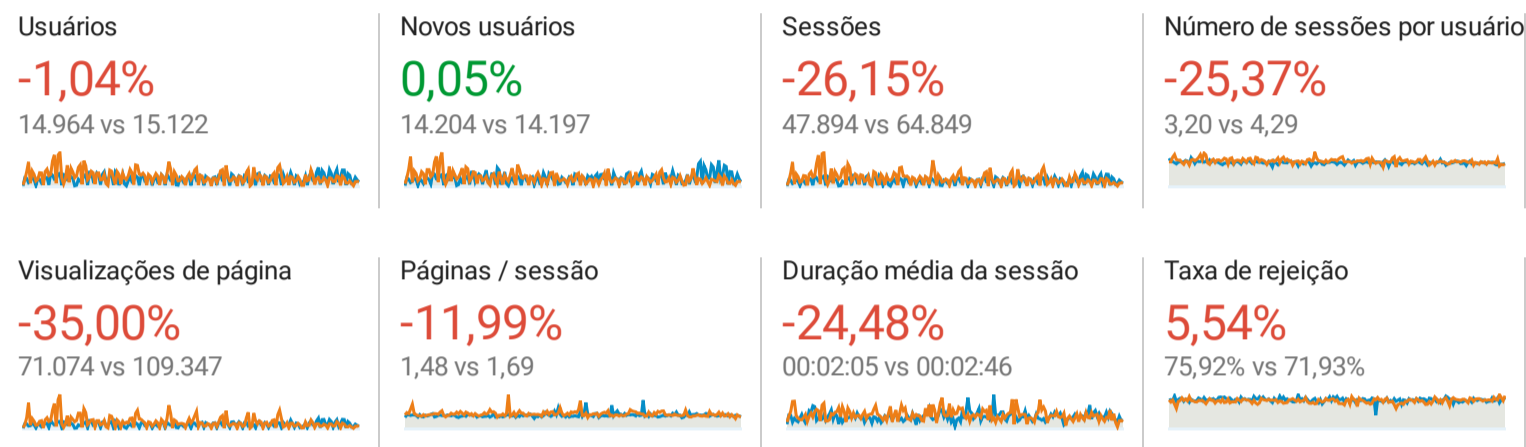 Usuários
-1,04%
14.964 vs 15.122
Novos usuários
0,05%
14.204 vs 14.197
Sessões
-26,15%
47.894 vs 64.849
Número de sessões por usuário
-25,37%
3,20 vs 4,29
Visualizações de página
-35,00%
71.074 vs 109.347
Páginas / sessão
-11,99%
1,48 vs 1,69
Duração média da sessão
-24,48%
00:02:05 vs 00:02:46
Taxa de rejeição
5,54%
75,92% vs 71,93%